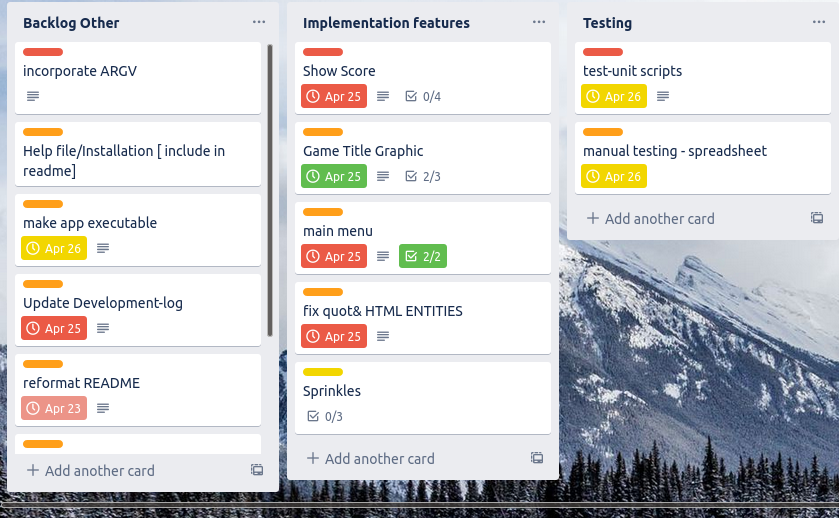 Backlog Other
incorporate ARGV
Help file/Installation [ include in
readme]
make app executable
Apr 26
Update Development-log
Apr 25
reformat README
Apr 23
+ Add another card
Implementation features
Show Score
Apr 25 0/4
Game Title Graphic
Apr 25 2/3
main menu
Apr 25 2/2
fix quot& HTML ENTITIES
Apr 25
Sprinkles
0/3
+ Add another card
Testing
test-unit scripts
Apr 26
manual testing - spreadsheet
Apr 26
+ Add another card